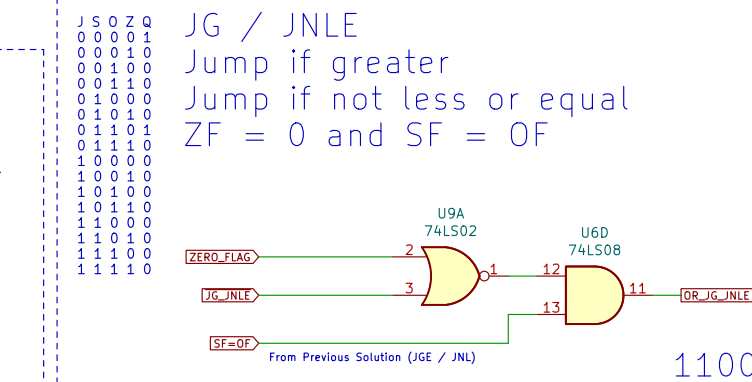 J S O Z Q
0 0 0 0 1
0 0 0 1 0
0 0 1 0 0
0 0 1 1 0
0 1 0 0 0
0 1 0 1 0
0 1 1 0 1
0 1 1 1 0
1 0 0 0 0
1 0 0 1 0
1 0 1 0 0
1 0 1 1 0
1 1 0 0 0
1 1 0 1 0
1 1 1 0 0
1 1 1 1 0
JG / JNLE
Jump if greater
Jump if not less or equal
ZF = 0 and SF = OF
U9A
74LS02
U6D
74LS08
ZERO_FLAG
2
1
12
JG_JNLE
3
11
OR_JG_JNLE
13
SF=OF
From Previous Solution (JGE / JNL)
1100